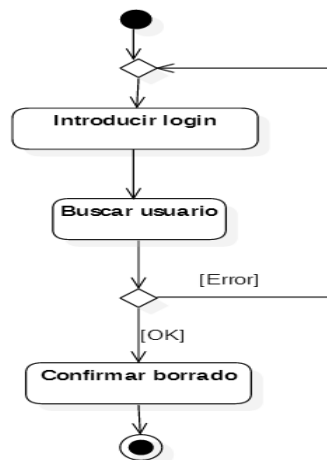 Introducir login
Buscar usuario
[Error]
[OK]
Confirmar borrado